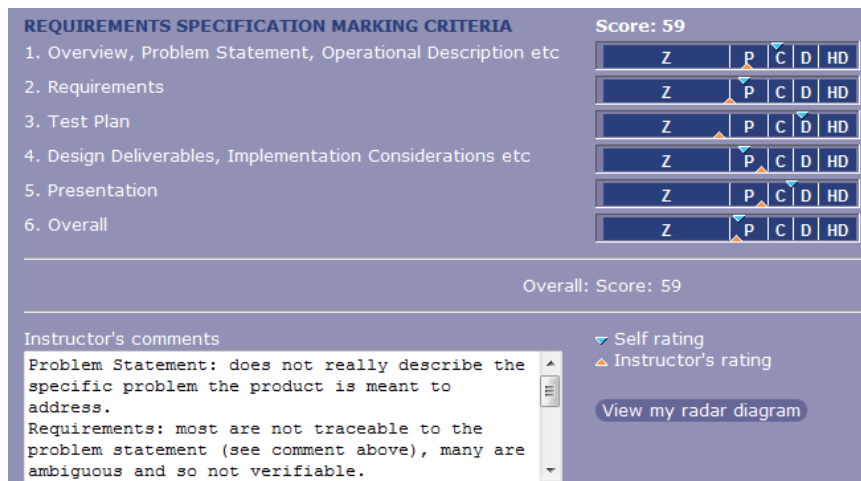 REQUIREMENTS SPECIFICATION MARKING CRITERIA Score: 59
1. Overview, Problem Statement, Operational Description etc Z P C D HD
2. Requirements Z P C D HD
3. Test Plan Z P C D HD
4. Design Deliverables, Implementation Considerations etc Z P C D HD
5. Presentation Z P C D HD
6. Overall Z P C D HD
Overall: Score: 59
Instructor's comments
Problem Statement: does not really describe the
specific problem the product is meant to
address.
Requirements: most are not traceable to the
problem statement (see comment above), many are
ambiguous and so not verifiable.
Self rating
Instructor's rating
View my radar diagram